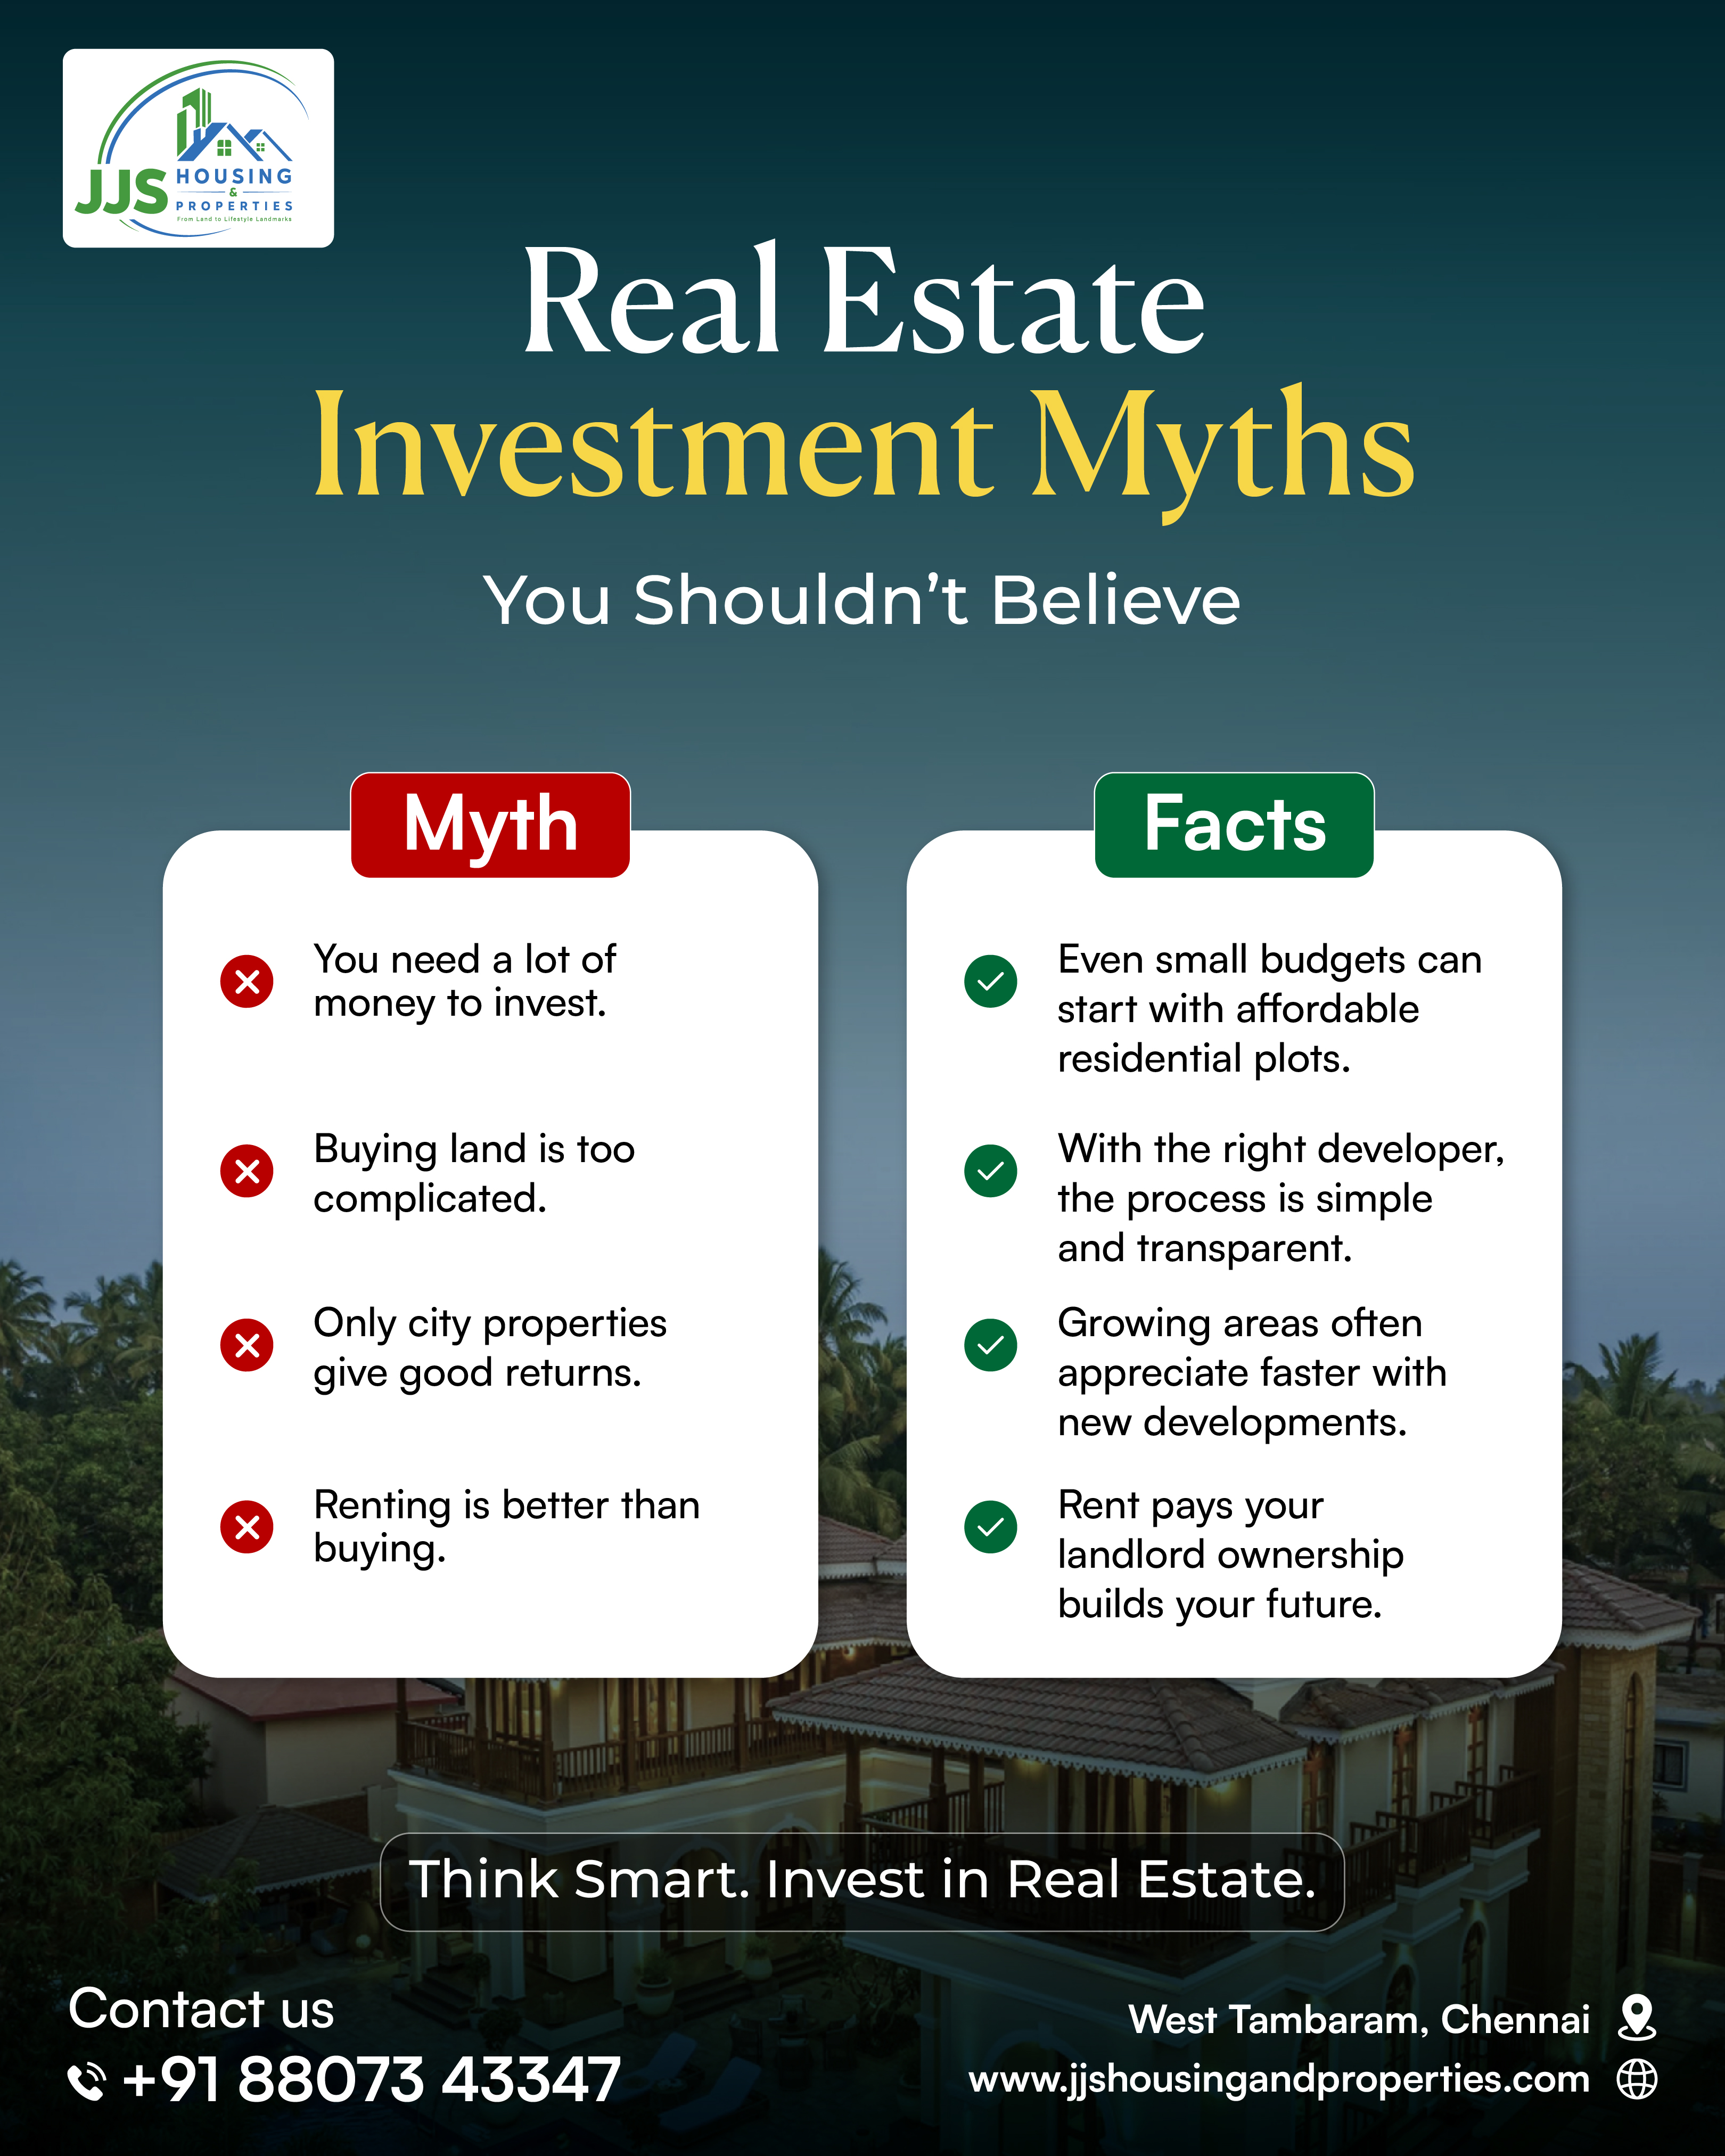 JJS
HOUSING
&
PROPERTIES
From Land to Lifestyle Landmarks
Real Estate
Investment Myths
You Shouldn’t Believe
Myth
You need a lot of
money to invest.
Buying land is too
complicated.
Only city properties
give good returns.
Renting is better than
buying.
Facts
Even small budgets can
start with affordable
residential plots.
With the right developer,
the process is simple
and transparent.
Growing areas often
appreciate faster with
new developments.
Rent pays your
landlord ownership
builds your future.
Think Smart. Invest in Real Estate.
Contact us
+91 88073 43347
West Tambaram, Chennai
www.jjshousingandproperties.com